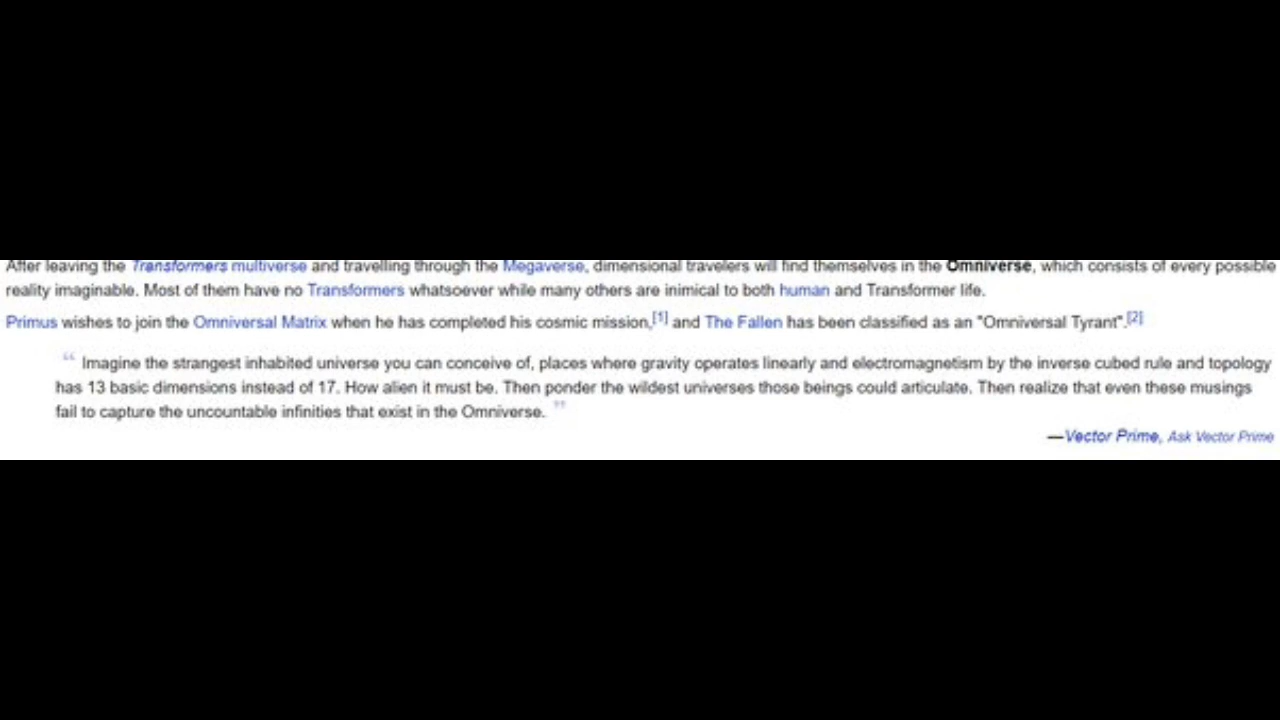 After leaving the Transformers multiverse and travelling through the Megaverse, dimensional travelers will find themselves in the Omniverse, which consists of every possible
reality imaginable. Most of them have no Transformers whatsoever while many others are inimical to both human and Transformer life.
Primus wishes to join the Omniversal Matrix when he has completed his cosmic mission,[1] and The Fallen has been classified as an "Omniversal Tyrant".[2]
“ Imagine the strangest inhabited universe you can conceive of, places where gravity operates linearly and electromagnetism by the inverse cubed rule and topology
has 13 basic dimensions instead of 17. How alien it must be. Then ponder the wildest universes those beings could articulate. Then realize that even these musings
fail to capture the uncountable infinities that exist in the Omniverse. ”
—Vector Prime, Ask Vector Prime